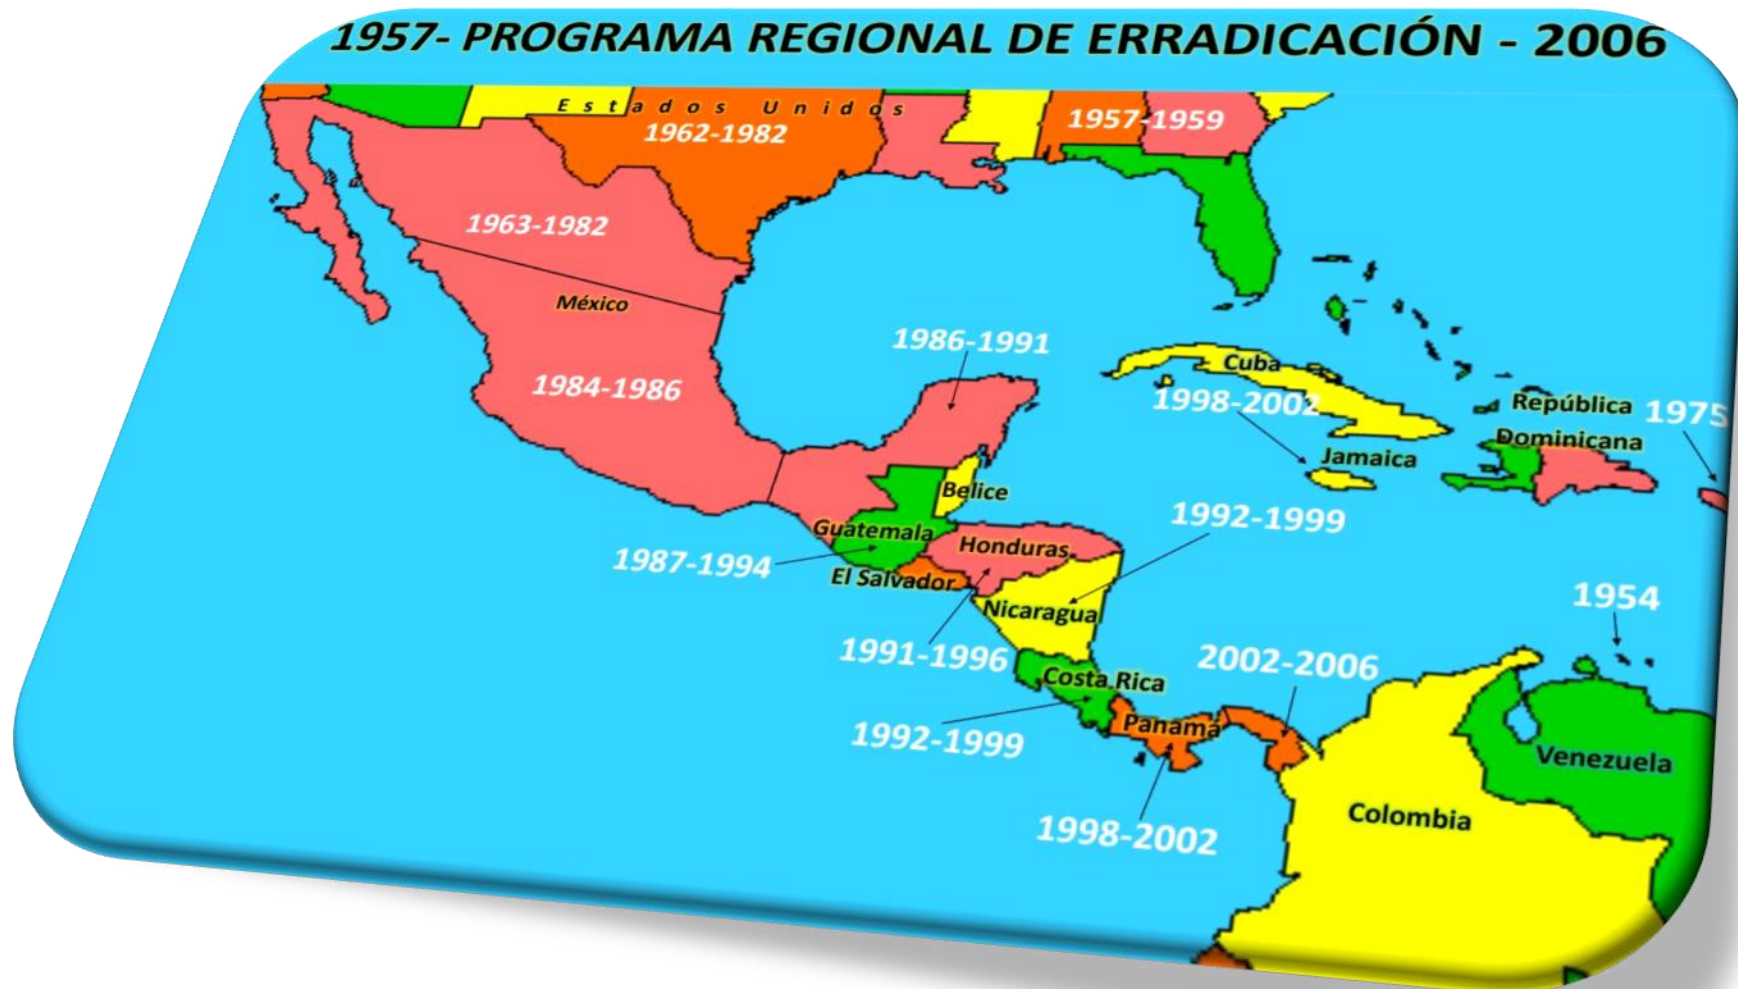 1957- PROGRAMA REGIONAL DE ERRADICACIÓN - 2006
Estados Unidos
1962-1982
1957-1959
1963-1982
México
1986-1991
1984-1986
Cuba
1998-2002
República
Dominicana
1975
Jamaica
Belice
1992-1999
Guatemala
Honduras
1987-1994
El Salvador
Nicaragua
1954
1991-1996
2002-2006
Costa Rica
Panamá
1992-1999
Venezuela
Colombia
1998-2002